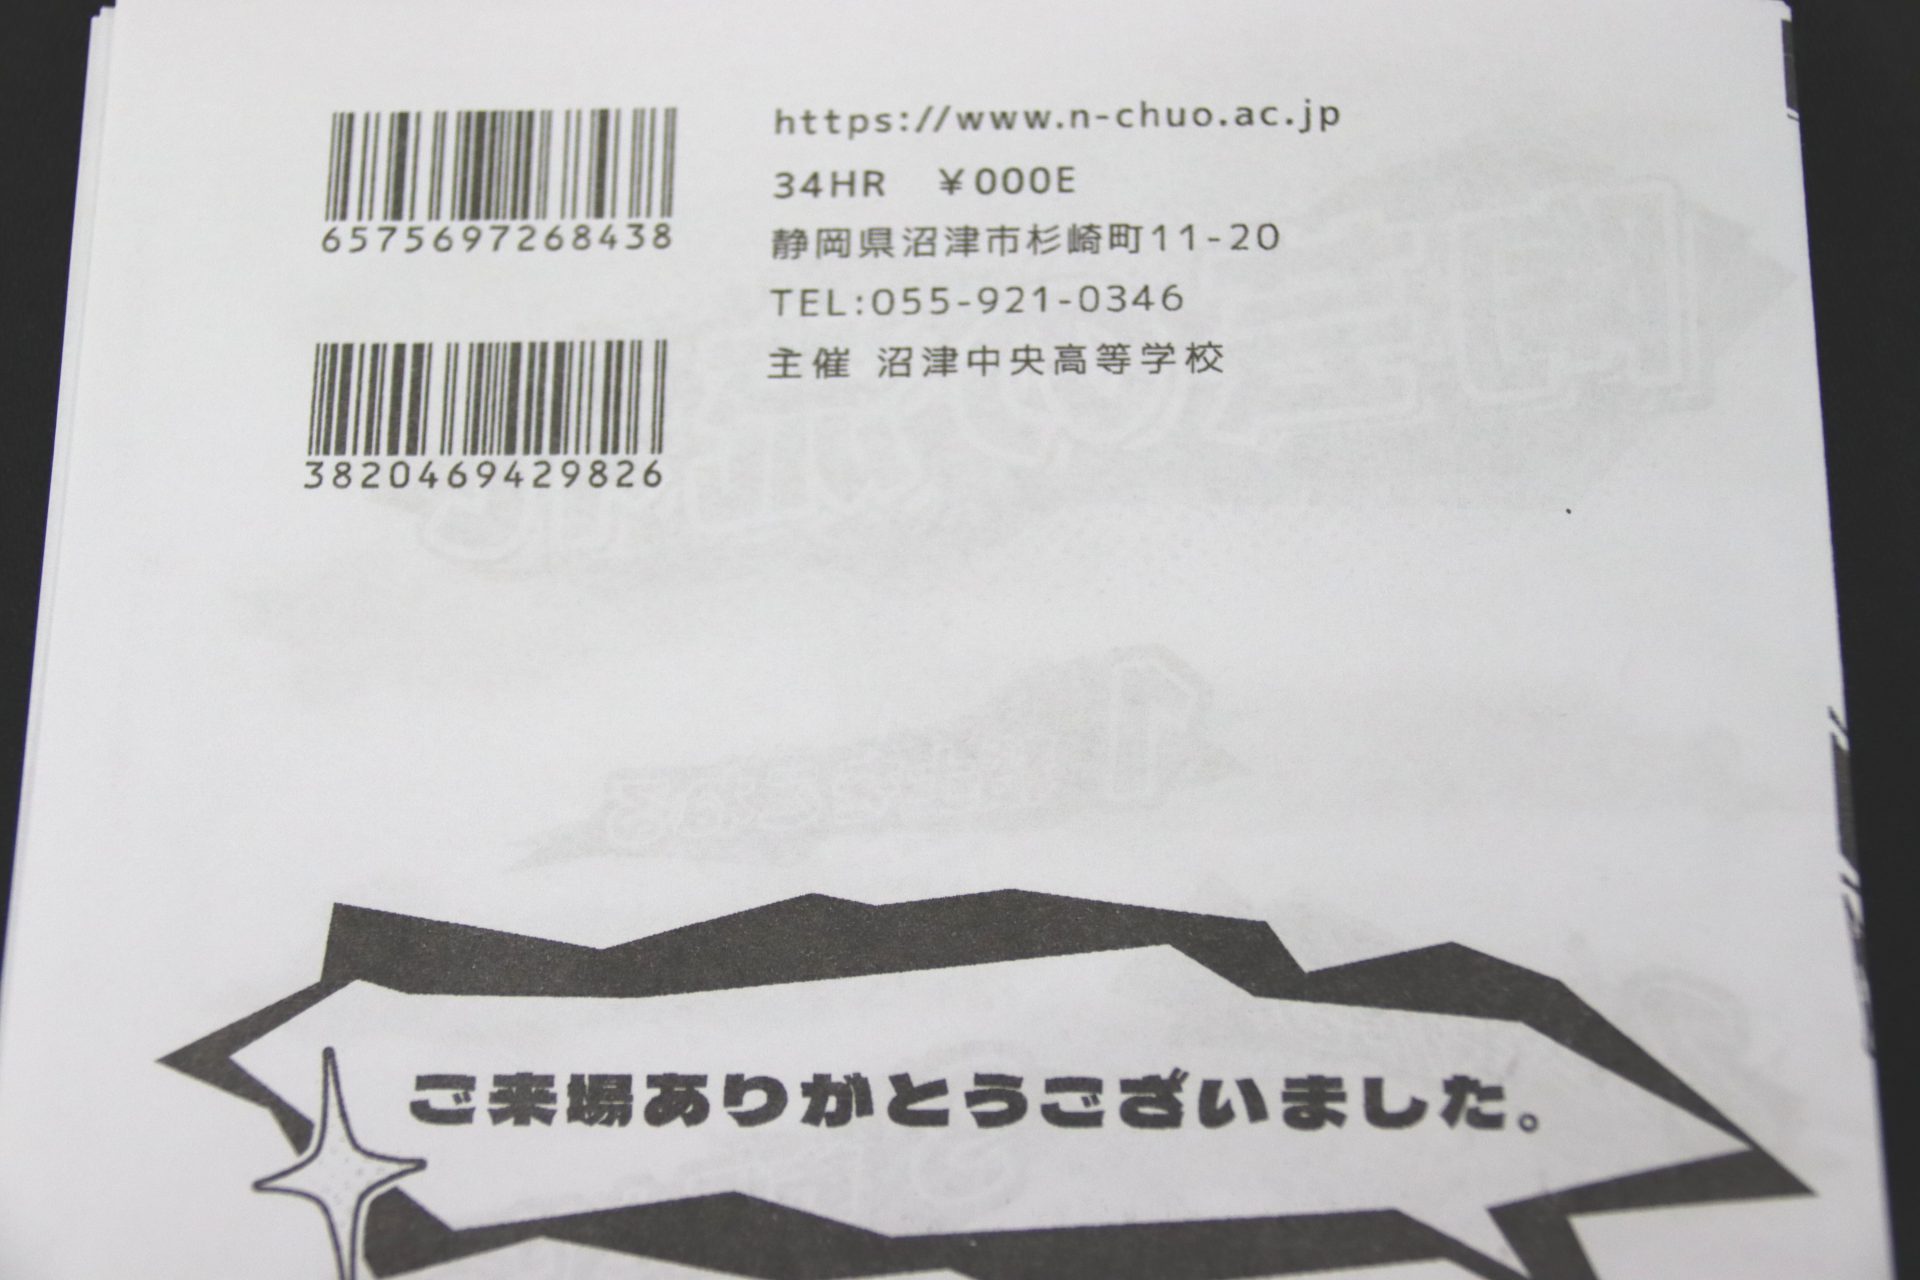 6575697268438
3820469429826
https://www.n-chuo.ac.jp
34HR ¥000E
静岡県沼津市杉崎町11-20
TEL:055-921-0346
主催 沼津中央高等学校
ご来場ありがとうございました。